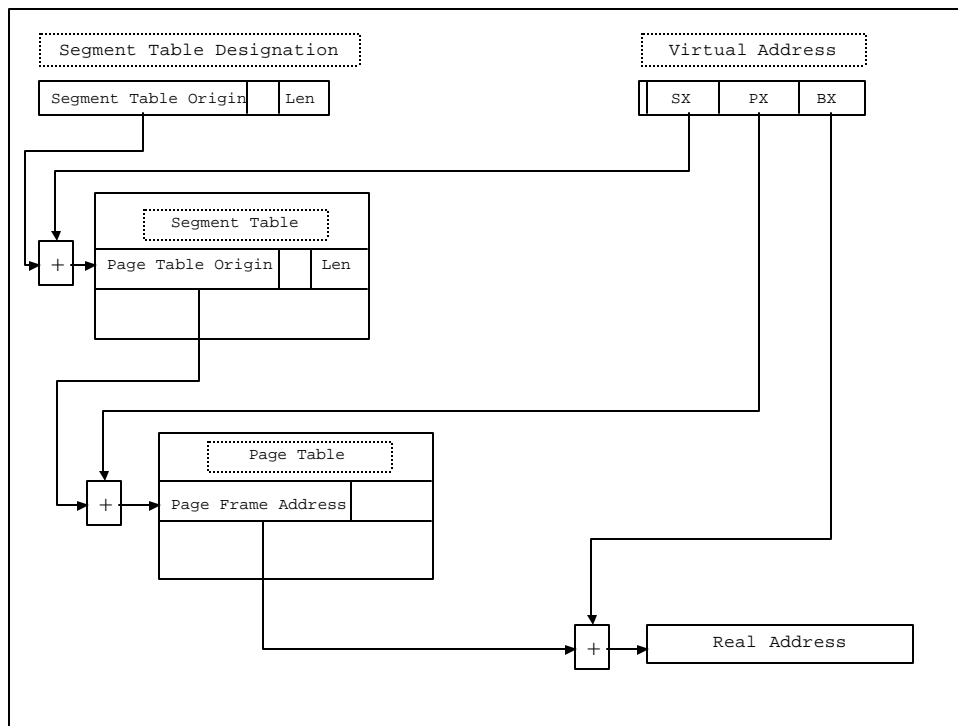 Segment Table Designation
Virtual Address
Segment Table Origin Len
SX PX BX
Segment Table
+
Page Table Origin Len
Page Table
+
Page Frame Address
+
Real Address